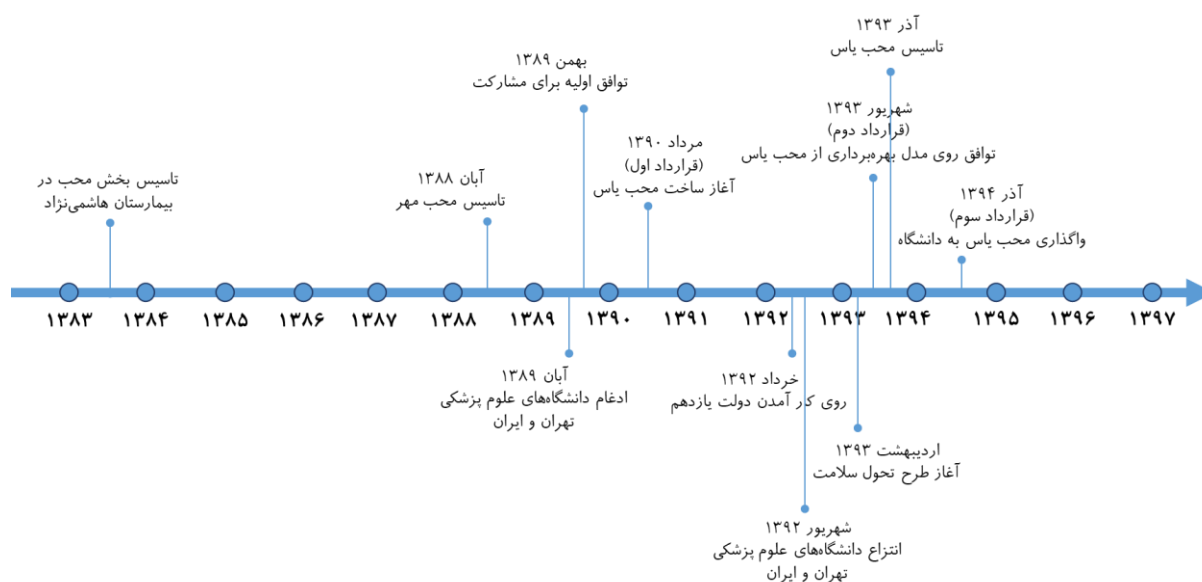 تاسیس بخش محب در
بیمارستان هاشمی‌نژاد
آبان ۱۳۸۸
تاسیس محب مهر
بهمن ۱۳۸۹
توافق اولیه برای مشارکت
مرداد ۱۳۹۰
(قرارداد اول)
آغاز ساخت محب یاس
شهریور ۱۳۹۳
(قرارداد دوم)
توافق روی مدل بهره‌برداری از محب یاس
آذر ۱۳۹۳
تاسیس محب یاس
آذر ۱۳۹۴
(قرارداد سوم)
واگذاری محب یاس به دانشگاه
۱۳۸۳
۱۳۸۴
۱۳۸۵
۱۳۸۶
۱۳۸۷
۱۳۸۸
۱۳۸۹
۱۳۹۰
۱۳۹۱
۱۳۹۲
۱۳۹۳
۱۳۹۴
۱۳۹۵
۱۳۹۶
۱۳۹۷
آبان ۱۳۸۹
ادغام دانشگاه‌های علوم پزشکی
تهران و ایران
خرداد ۱۳۹۲
روی کار آمدن دولت یازدهم
شهریور ۱۳۹۲
انتزاع دانشگاه‌های علوم پزشکی
تهران و ایران
اردیبهشت ۱۳۹۳
آغاز طرح تحول سلامت